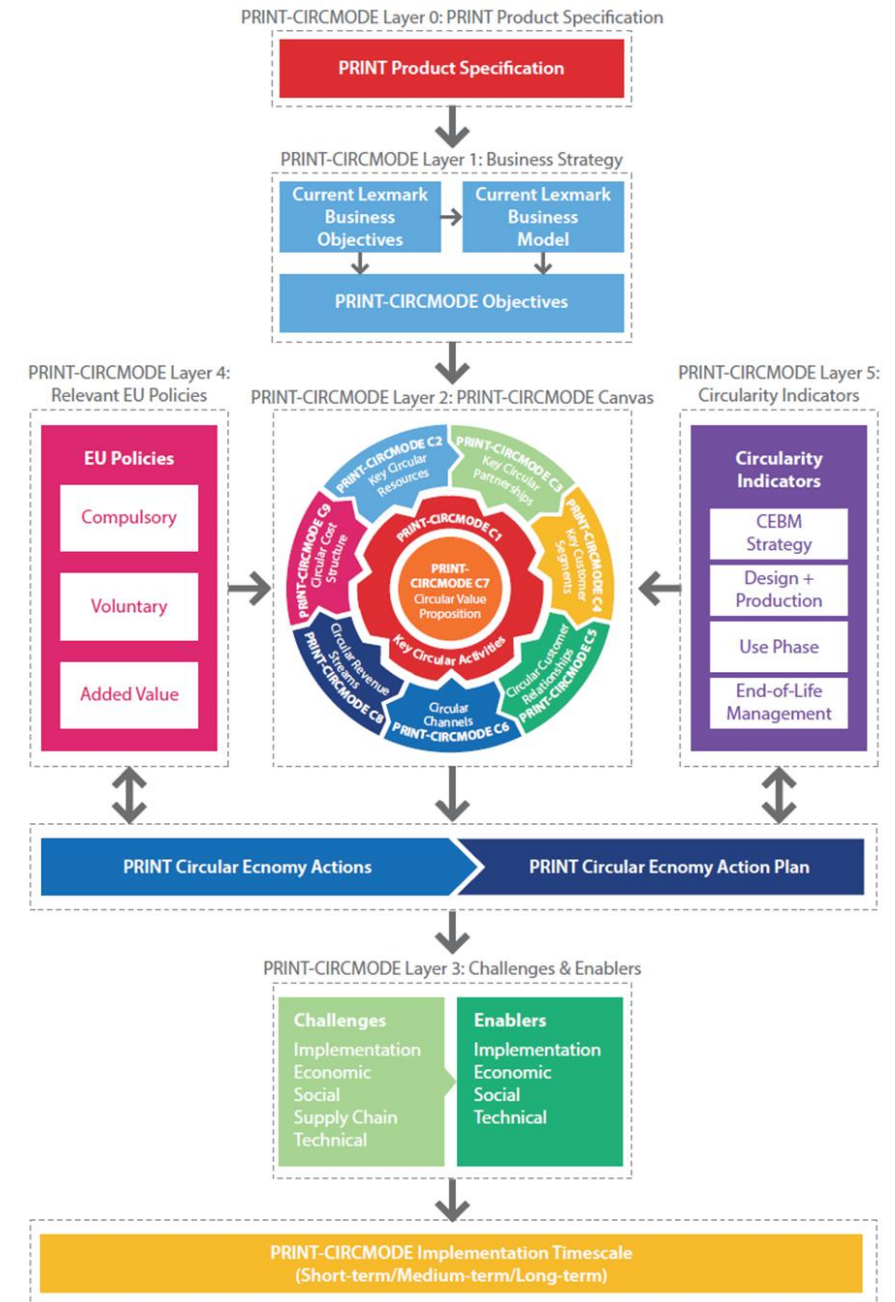 PRINT-CIRCMODE Layer 0: PRINT Product Specification
PRINT Product Specification
PRINT-CIRCMODE Layer 1: Business Strategy
Current Lexmark
Business
Objectives
Current Lexmark
Business
Model
PRINT-CIRCMODE Objectives
PRINT-CIRCMODE Layer 4:
Relevant EU Policies
EU Policies
Compulsory
Voluntary
Added Value
PRINT-CIRCMODE Layer 2: PRINT-CIRCMODE Canvas
PRINT-CIRCMODE C2
Key Circular
Resources
PRINT-CIRCMODE C3
Key Circular
Partnerships
PRINT-CIRCMODE C4
Key Customer
Segments
Circular Customer
Relationships
PRINT-CIRCMODE C5
Circular
Channels
PRINT-CIRCMODE C6
Circular Revenue
Streams
PRINT-CIRCMODE C8
PRINT-CIRCMODE C9
Circular Cost
Structure
PRINT-CIRCMODE C1
Key Circular Activities
PRINT-
CIRCMODE C7
Circular Value
Proposition
PRINT-CIRCMODE Layer 5:
Circularity Indicators
Circularity
Indicators
CEBM
Strategy
Design +
Production
Use Phase
End-of-Life
Management
PRINT Circular Ecnomy Actions
PRINT Circular Ecnomy Action Plan
PRINT-CIRCMODE Layer 3: Challenges & Enablers
Challenges
Implementation
Economic
Social
Supply Chain
Technical
Enablers
Implementation
Economic
Social
Technical
PRINT-CIRCMODE Implementation Timescale
(Short-term/Medium-term/Long-term)